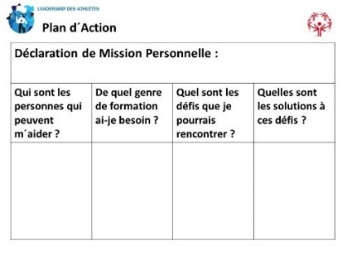 LEADERSHIP DES ATHLÈTES
Plan d´Action
Déclaration de Mission Personnelle :
Qui sont les
personnes qui
peuvent
m´aider ?
De quel genre
de formation
ai-je besoin ?
Quel sont les
défis que je
pourrais
rencontrer ?
Quelles sont
les solutions à
ces défis ?